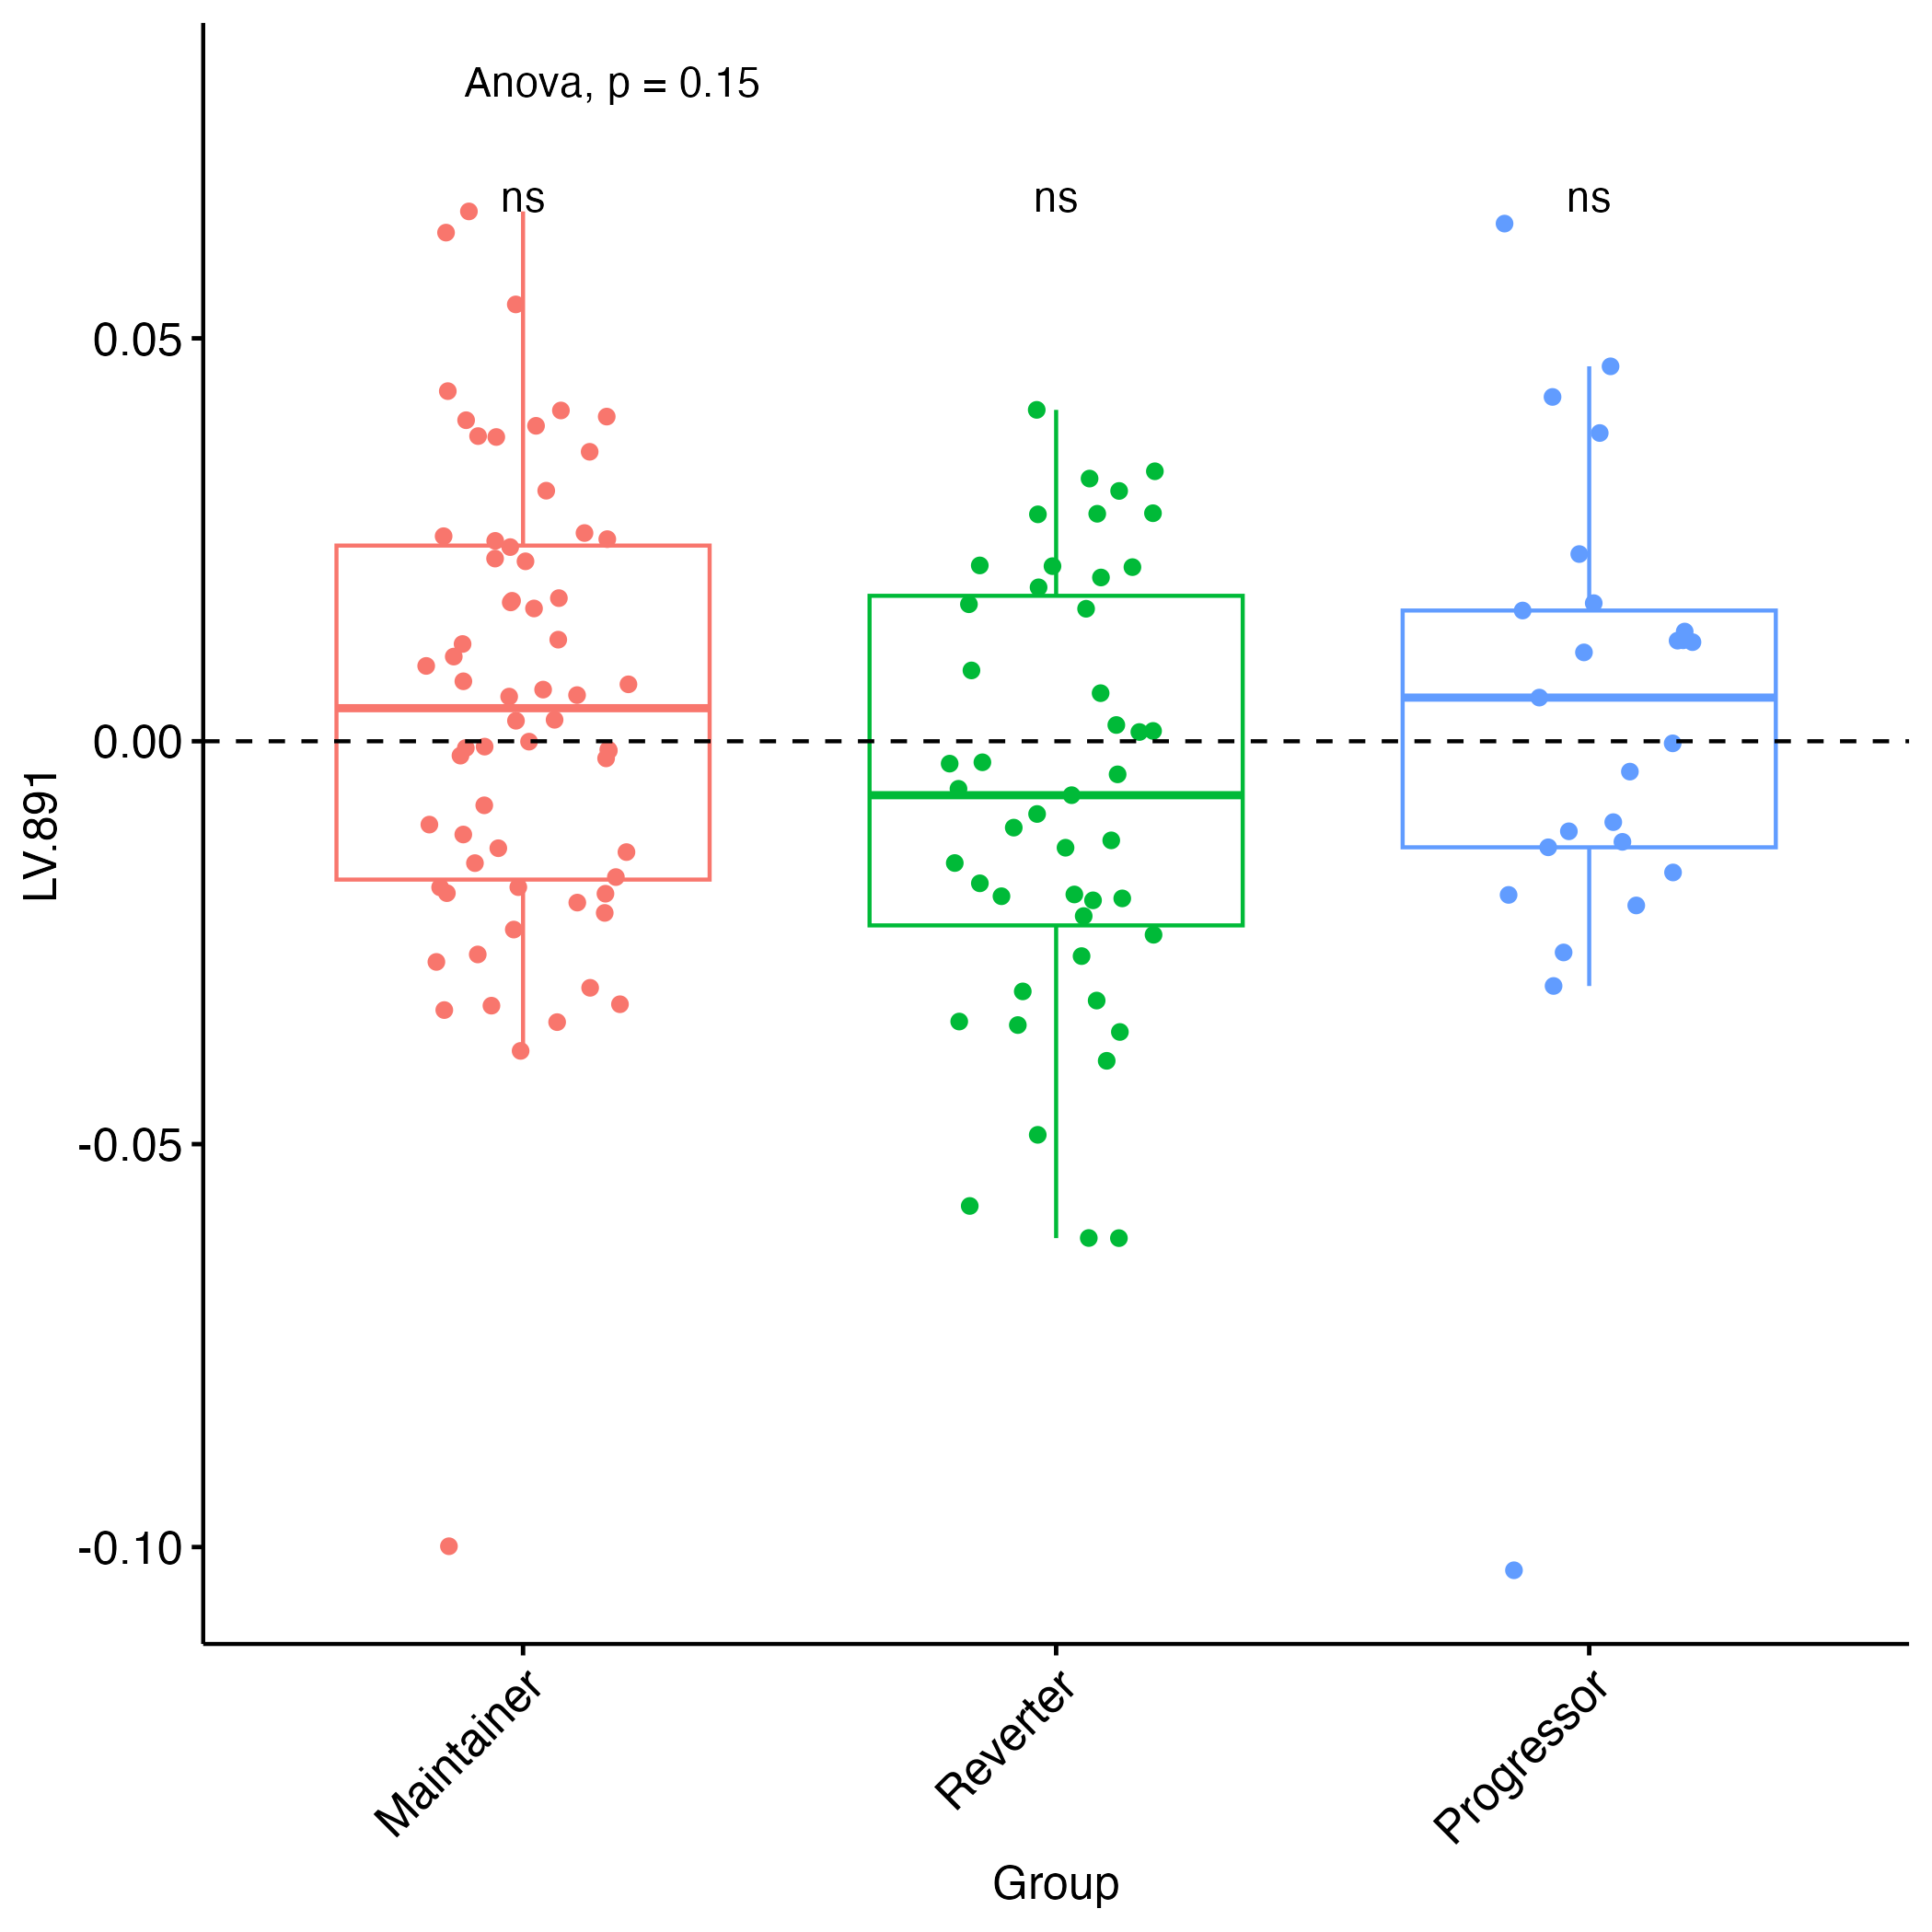 Anova, p = 0.15
ns ns ns
0.05
0.00
-0.05
-0.10
LV.891
Maintainer
Reverter
Progressor
Group